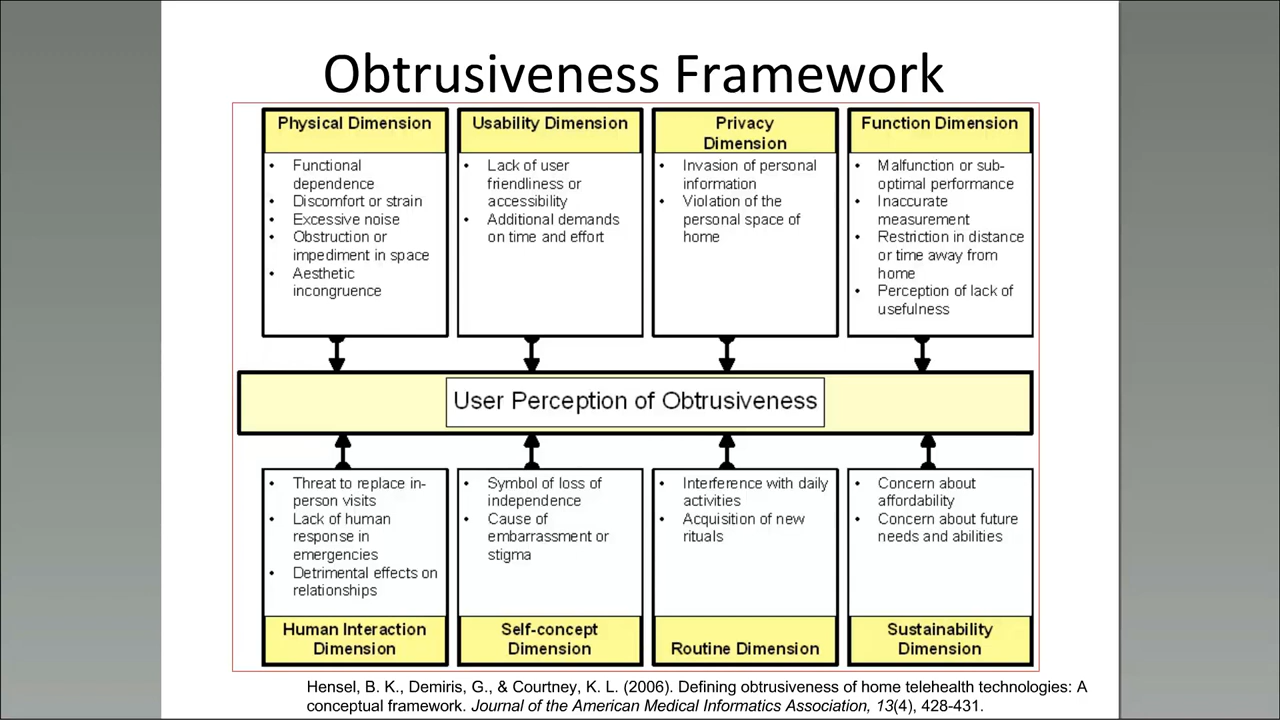 Obtrusiveness Framework
Physical Dimension
• Functional
dependence
• Discomfort or strain
• Excessive noise
• Obstruction or
impediment in space
• Aesthetic
incongruence
Usability Dimension
• Lack of user
friendliness or
accessibility
• Additional demands
on time and effort
Privacy
Dimension
• Invasion of personal
information
• Violation of the
personal space of
home
Function Dimension
• Malfunction or sub-
optimal performance
• Inaccurate
measurement
• Restriction in distance
or time away from
home
• Perception of lack of
usefulness
User Perception of Obtrusiveness
• Threat to replace in-
person visits
• Lack of human
response in
emergencies
• Detrimental effects on
relationships
Human Interaction
Dimension
• Symbol of loss of
independence
• Cause of
embarrassment or
stigma
Self-concept
Dimension
• Interference with daily
activities
• Acquisition of new
rituals
Routine Dimension
• Concern about
affordability
• Concern about future
needs and abilities
Sustainability
Dimension
Hensel, B. K., Demiris, G., & Courtney, K. L. (2006). Defining obtrusiveness of home telehealth technologies: A
conceptual framework. Journal of the American Medical Informatics Association, 13(4), 428-431.